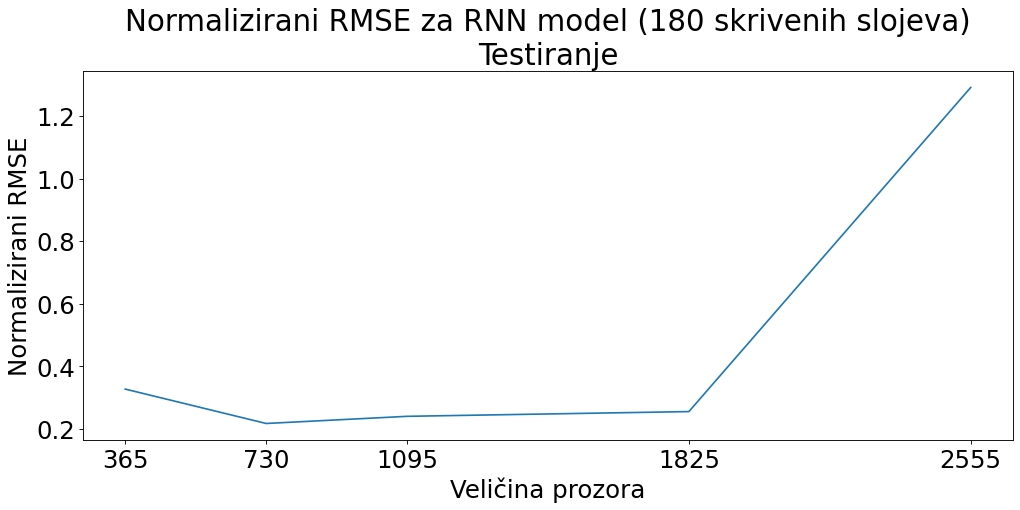 Normalizirani RMSE za RNN model (180 skrivenih slojeva)
Testiranje
Normalizirani RMSE
1.2
1.0
0.8
0.6
0.4
0.2
365 730 1095 1825 2555
Veličina prozora